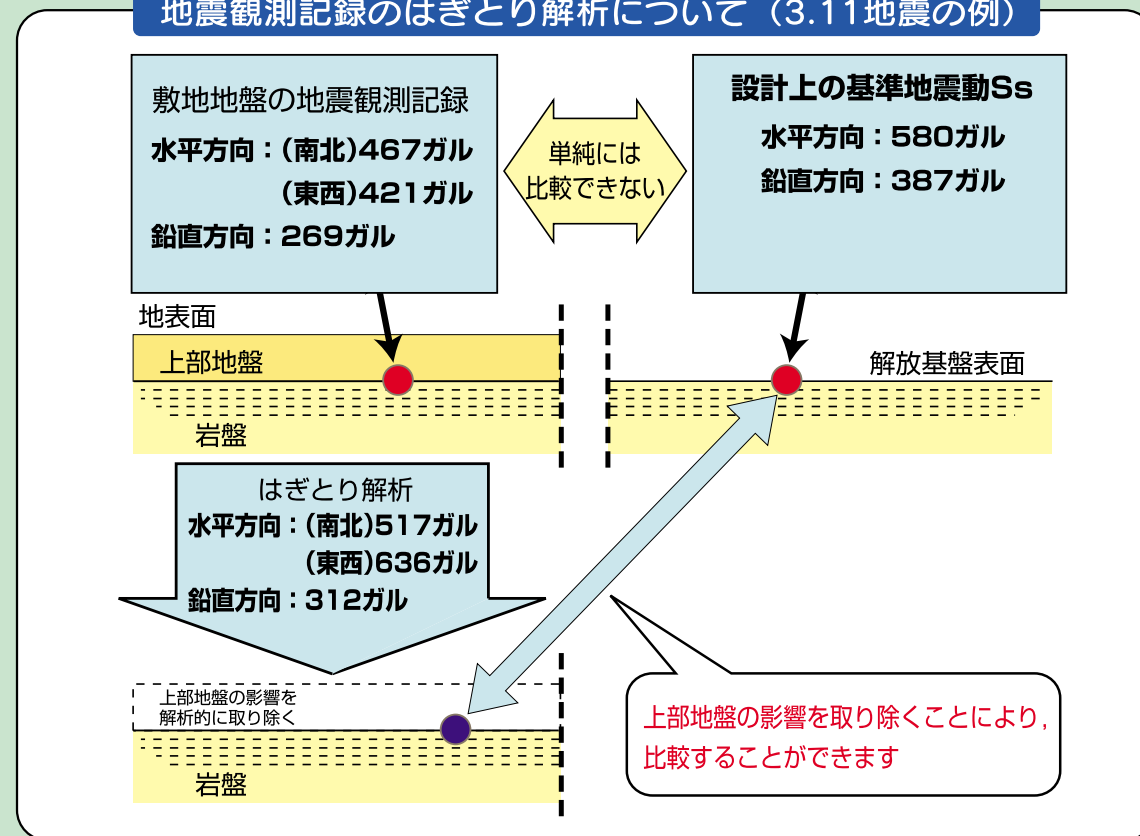 地震観測記録のはぎとり解析について（3.11地震の例）
敷地地盤の地震観測記録
水平方向：(南北)467ガル
(東西)421ガル
鉛直方向：269ガル
単純には
比較できない
設計上の基準地震動Ss
水平方向：580ガル
鉛直方向：387ガル
地表面
上部地盤
岩盤
解放基盤表面
はぎとり解析
水平方向：(南北)517ガル
(東西)636ガル
鉛直方向：312ガル
上部地盤の影響を
解析的に取り除く
岩盤
上部地盤の影響を取り除くことにより,
比較することができます